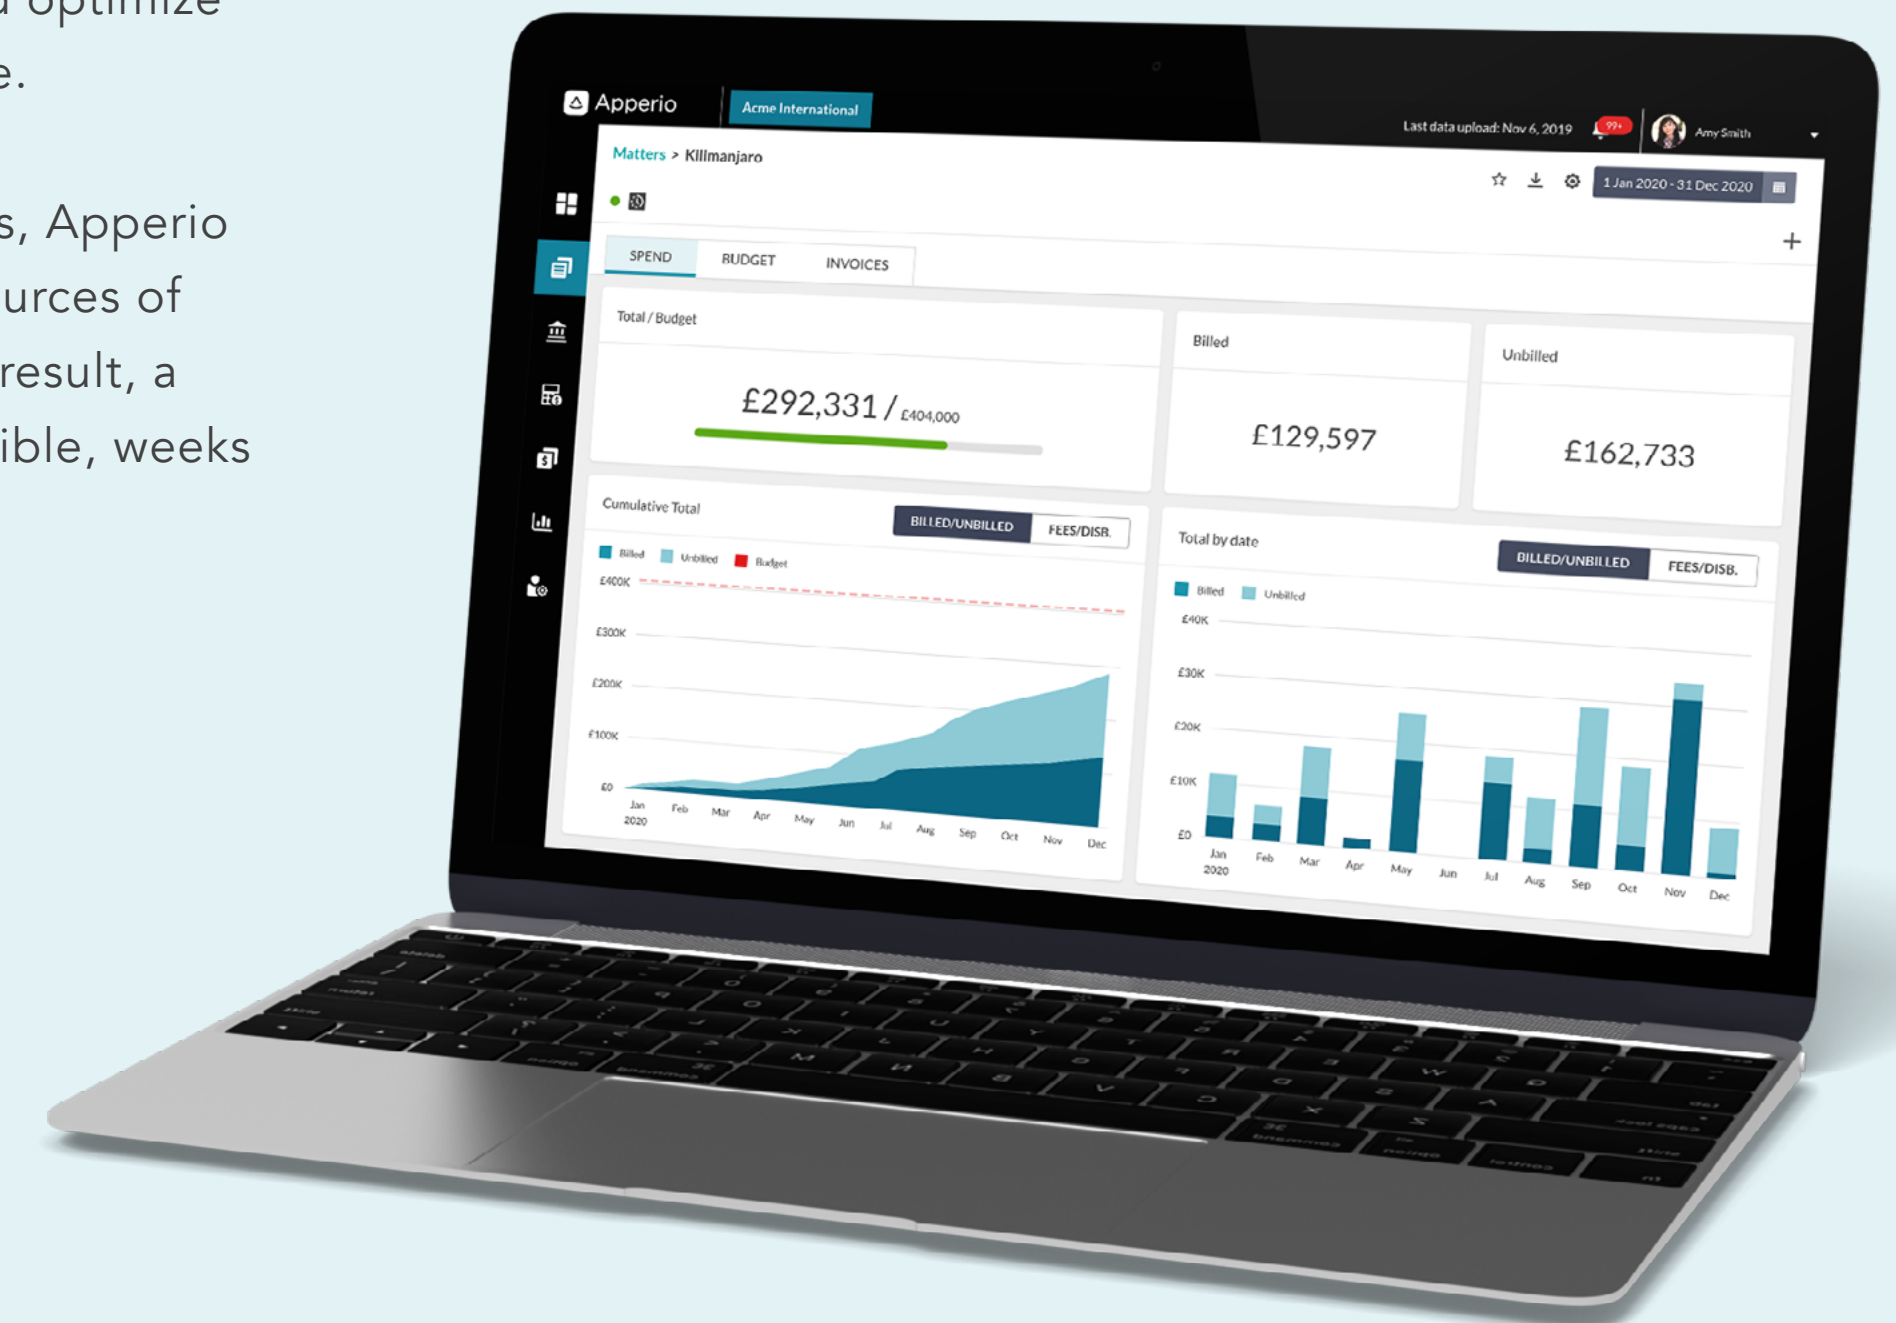 d optimize
e.
s, Apperio
urces of
result, a
ible, weeks
Apperio
Acme International
Last data upload: Nov 6, 2019
99+
Amy Smith
Matters > Kilimanjaro
1 Jan 2020 - 31 Dec 2020
SPEND BUDGET INVOICES
Total / Budget
£292,331 / £404,000
Billed
£129,597
Unbilled
£162,733
Cumulative Total
BILLED/UNBILLED FEES/DISB.
Billed Unbilled Budget
£400K
£300K
£200K
£100K
£0
Jan Feb Mar Apr May Jun Jul Aug Sep Oct Nov Dec
2020
Total by date
BILLED/UNBILLED FEES/DISB.
Billed Unbilled
£40K
£30K
£20K
£10K
£0
Jan Feb Mar Apr May Jun Jul Aug Sep Oct Nov Dec
2020